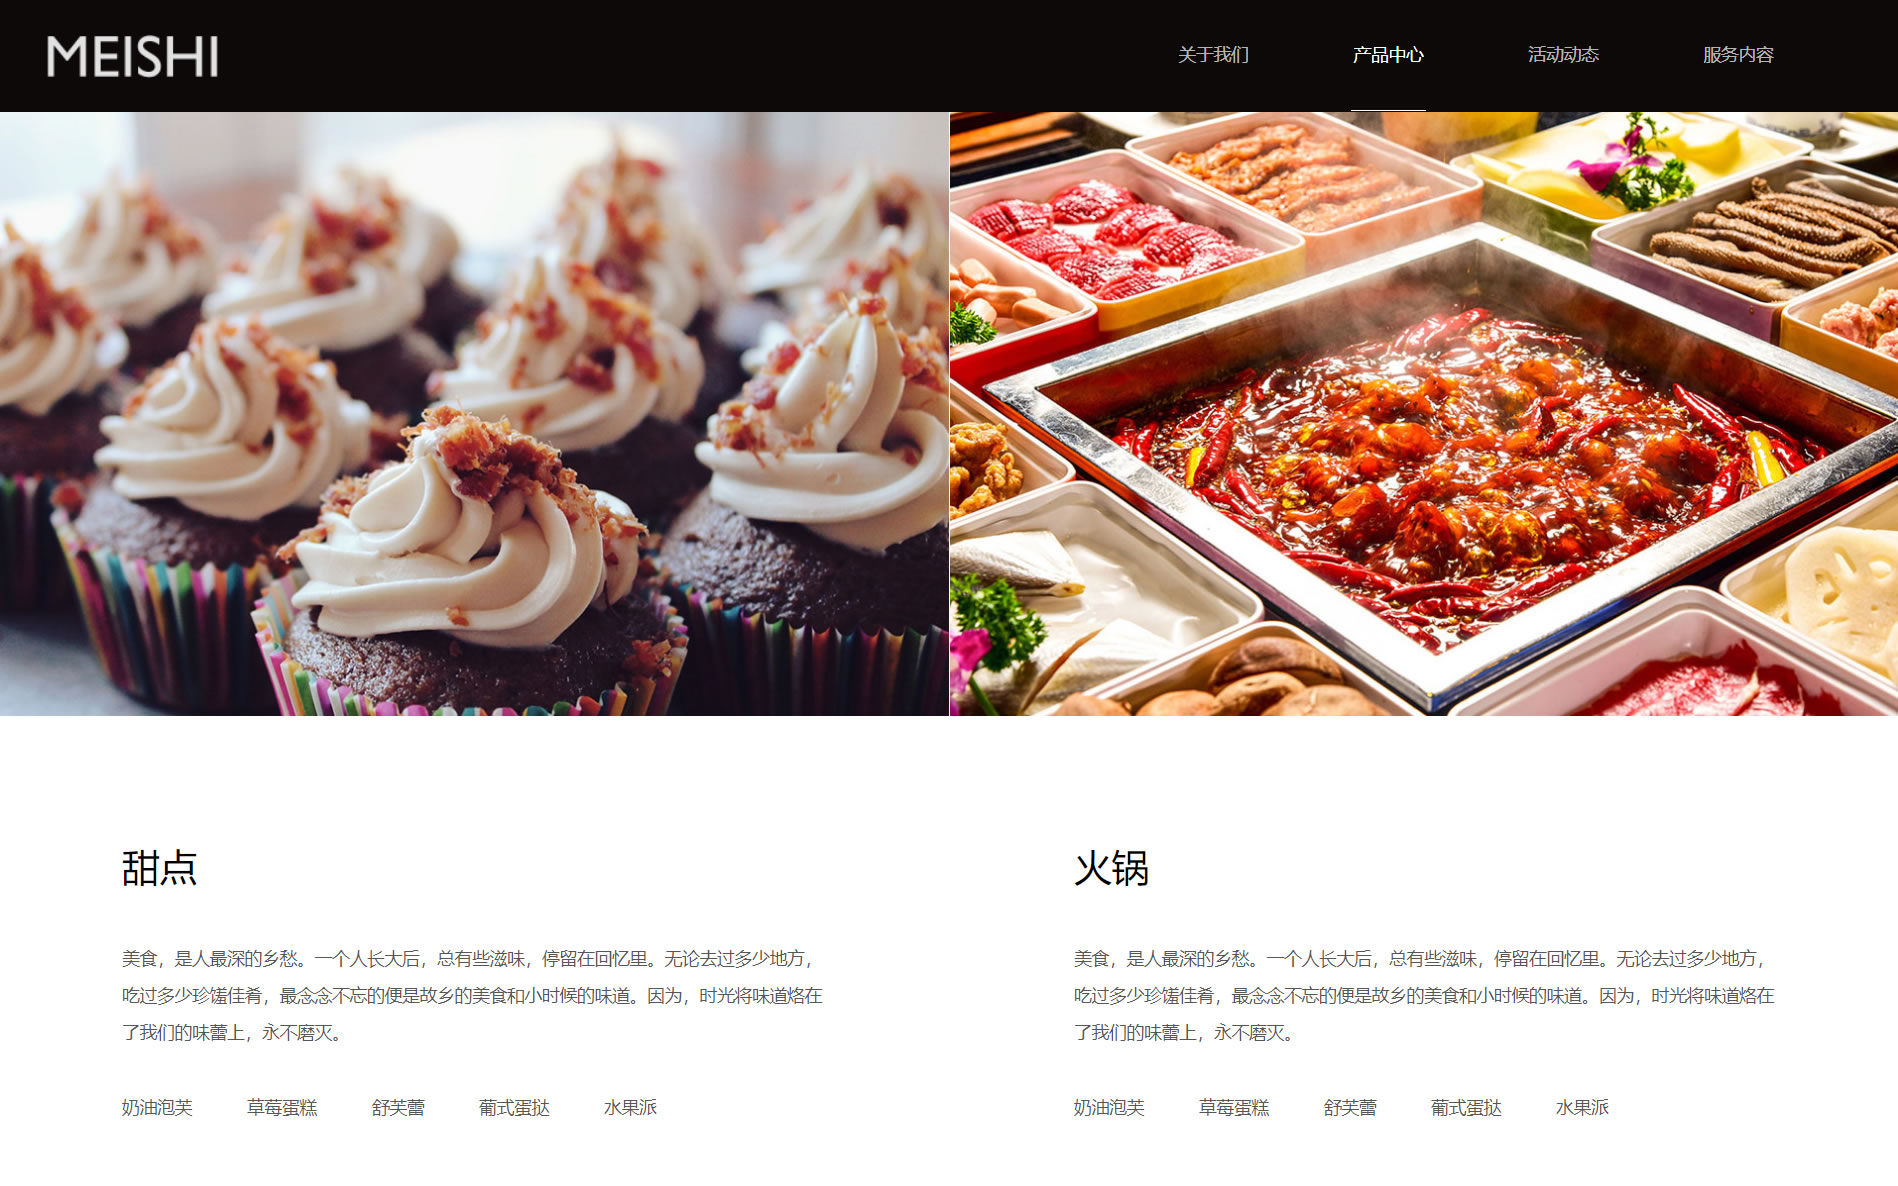 MEISHI
关于我们
产品中心
活动动态
服务内容
甜点
美食，是人最深的乡愁。一个人长大后，总有些滋味，停留在回忆里。无论去过多少地方，
吃过多少珍馐佳肴，最念念不忘的便是故乡的美食和小时候的味道。因为，时光将味道烙在
了我们的味蕾上，永不磨灭。
奶油泡芙 草莓蛋糕 舒芙蕾 葡式蛋挞 水果派
火锅
美食，是人最深的乡愁。一个人长大后，总有些滋味，停留在回忆里。无论去过多少地方，
吃过多少珍馐佳肴，最念念不忘的便是故乡的美食和小时候的味道。因为，时光将味道烙在
了我们的味蕾上，永不磨灭。
奶油泡芙 草莓蛋糕 舒芙蕾 葡式蛋挞 水果派